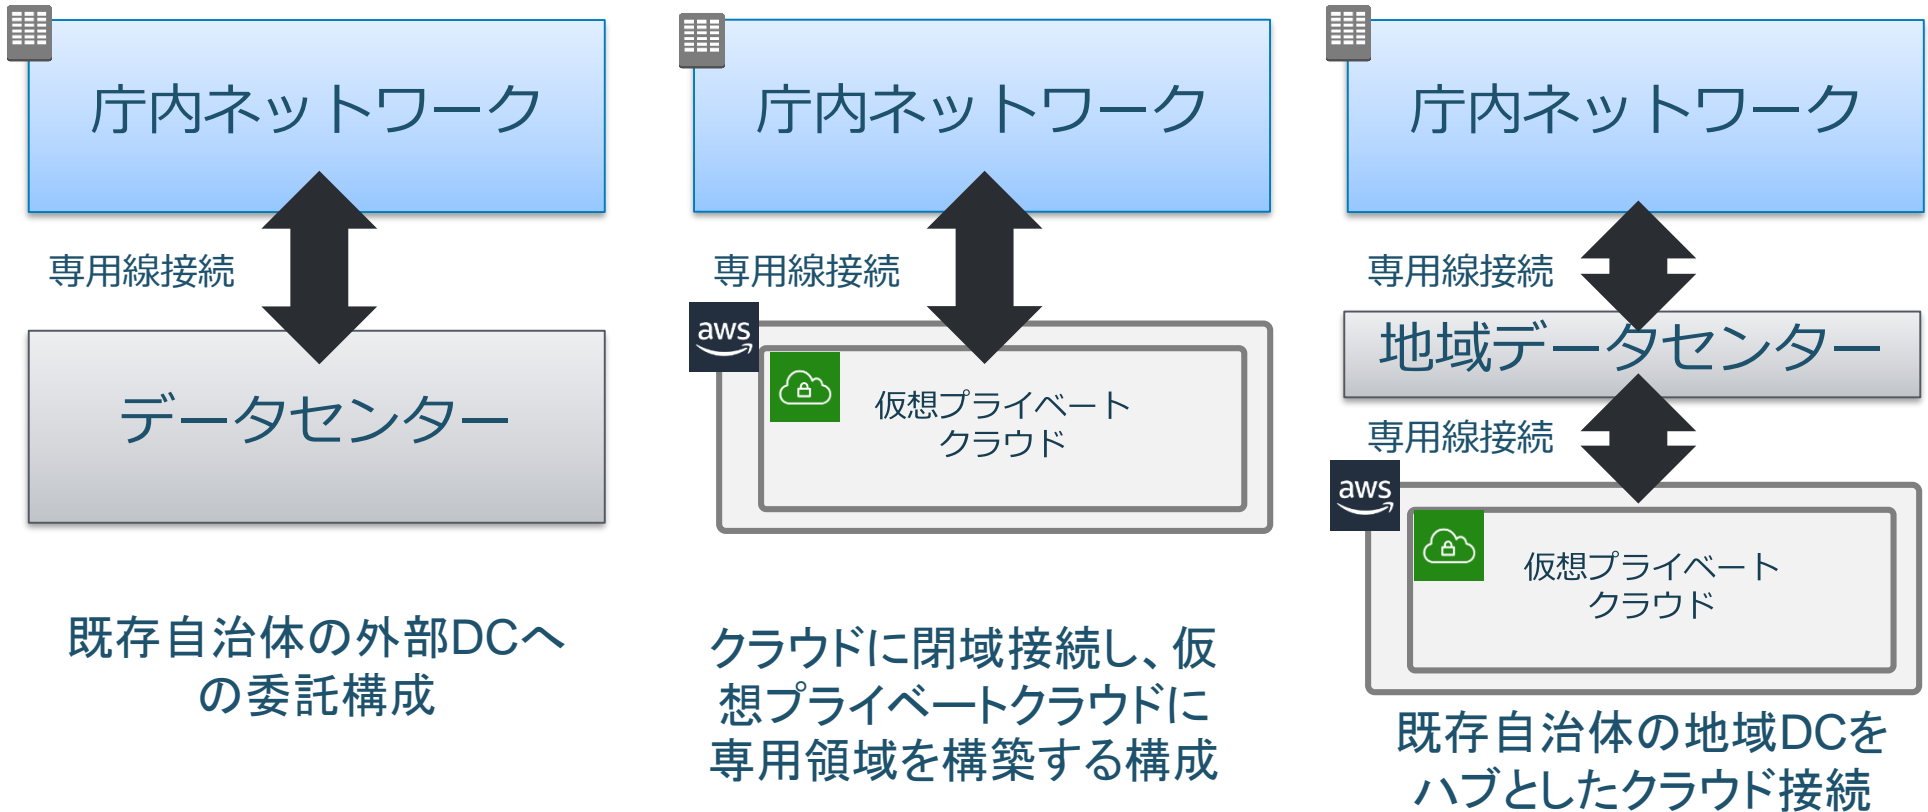 庁内ネットワーク
専用線接続
データセンター
既存自治体の外部DCへ
の委託構成
庁内ネットワーク
専用線接続
aws
仮想プライベート
クラウド
クラウドに閉域接続し、仮
想プライベートクラウドに
専用領域を構築する構成
庁内ネットワーク
専用線接続
地域データセンター
専用線接続
aws
仮想プライベート
クラウド
既存自治体の地域DCを
ハブとしたクラウド接続